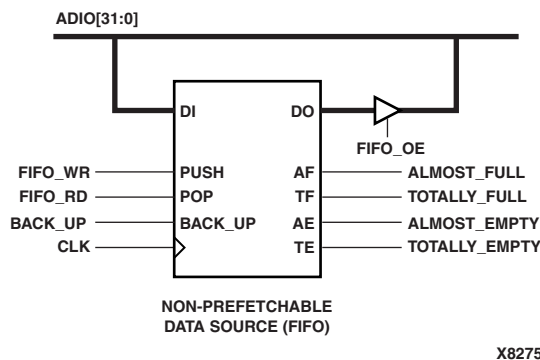 ADIO[31:0]
DI DO
FIFO_OE
FIFO_WR PUSH AF ALMOST_FULL
FIFO_RD POP TF TOTALLY_FULL
BACK_UP BACK_UP AE ALMOST_EMPTY
CLK TE TOTALLY_EMPTY
NON-PREFETCHABLE
DATA SOURCE (FIFO)
X8275